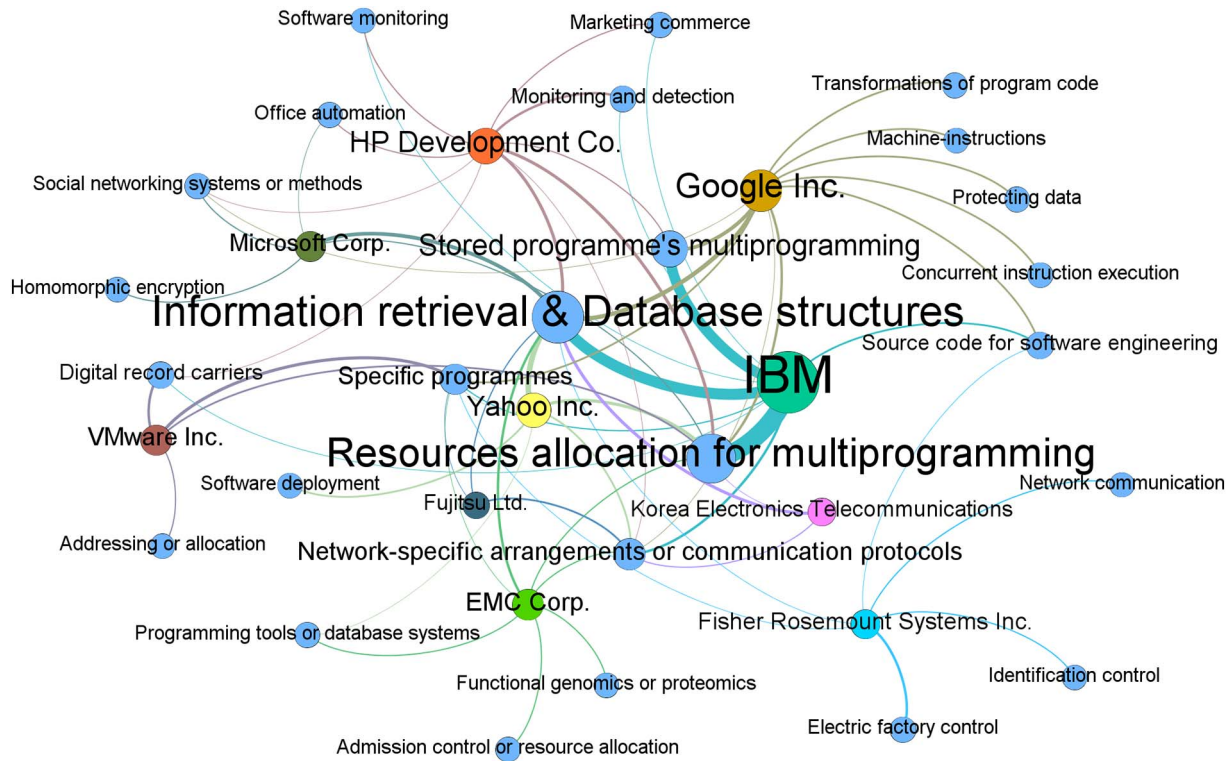 Software monitoring
Marketing commerce
Transformations of program code
Office automation
Monitoring and detection
HP Development Co.
Machine-instructions
Social networking systems or methods
Google Inc.
Protecting data
Microsoft Corp.
Stored programme's multiprogramming
Concurrent instruction execution
Homomorphic encryption
Information retrieval & Database structures
Source code for software engineering
Digital record carriers
Specific programmes
IBM
Yahoo Inc.
VMware Inc.
Resources allocation for multiprogramming
Software deployment
Network communication
Fujitsu Ltd.
Korea Electronics Telecommunications
Addressing or allocation
Network-specific arrangements or communication protocols
EMC Corp.
Programming tools or database systems
Fisher Rosemount Systems Inc.
Functional genomics or proteomics
Identification control
Electric factory control
Admission control or resource allocation